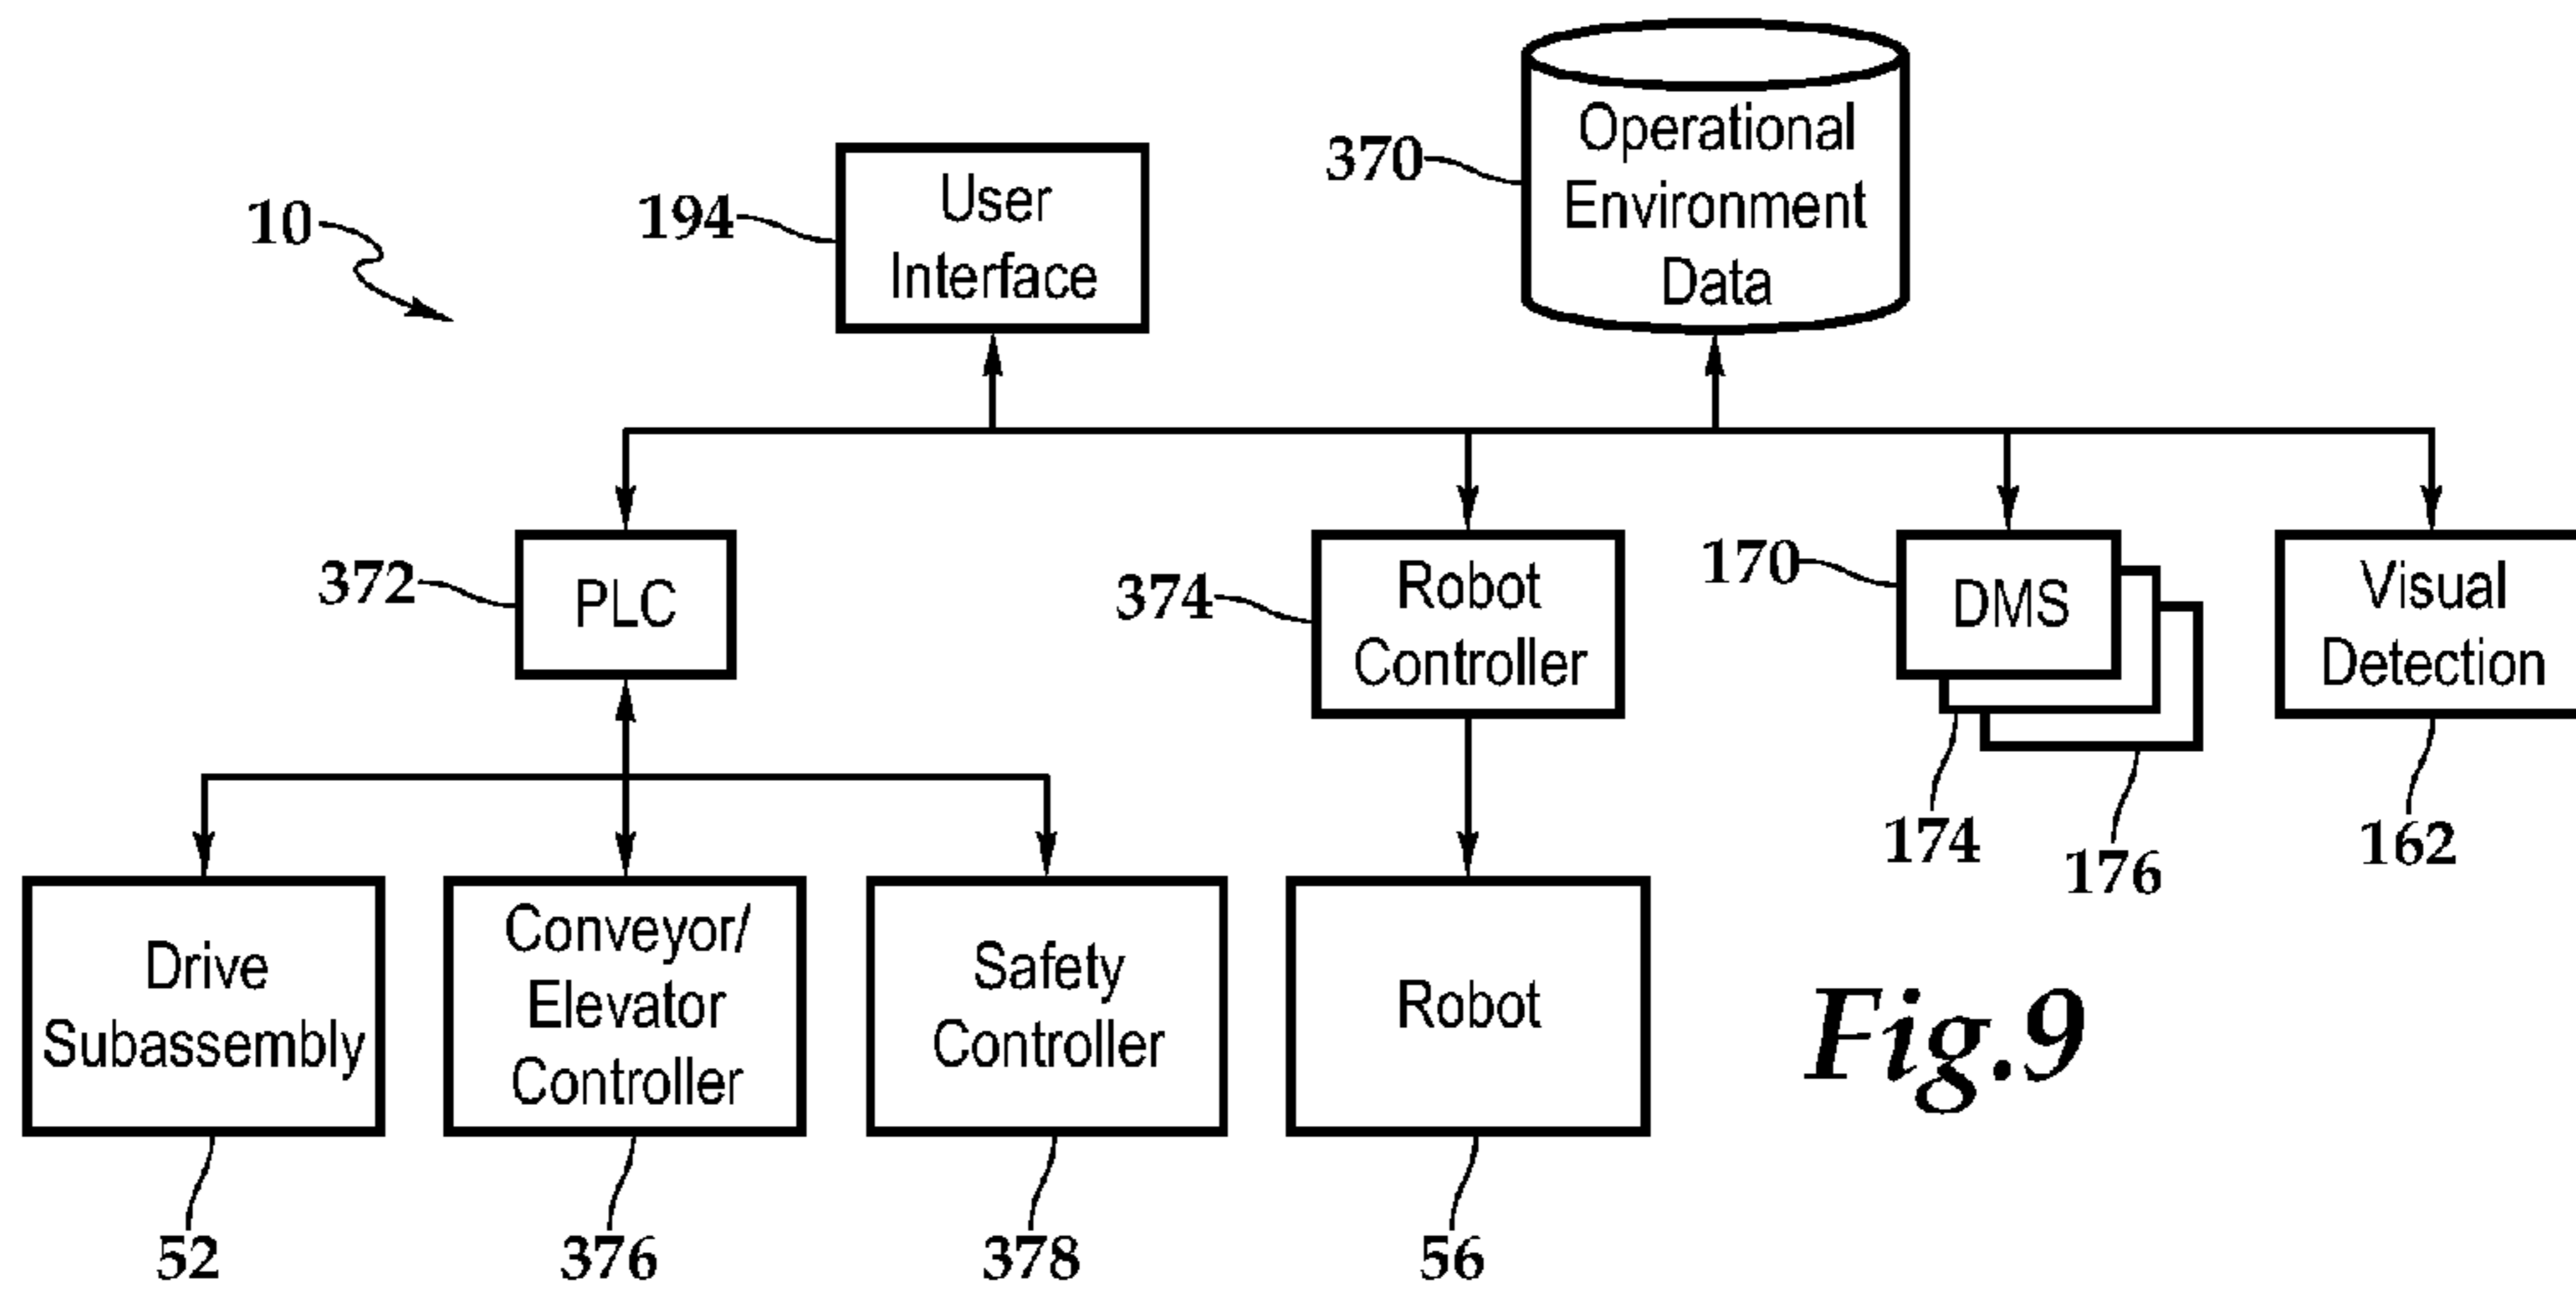 10
194
User
Interface
370
Operational
Environment
Data
372
PLC
374
Robot
Controller
170
DMS
174
176
Visual
Detection
162
Drive
Subassembly
52
Conveyor/
Elevator
Controller
376
Safety
Controller
378
Robot
56
Fig.9